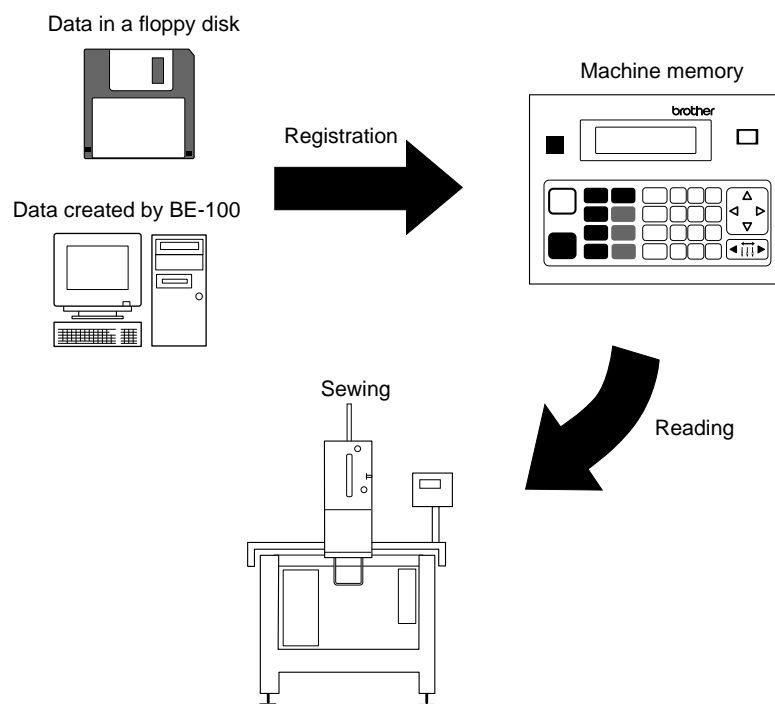 Data in a floppy disk
Machine memory
brother
Registration
Data created by BE-100
Sewing
Reading